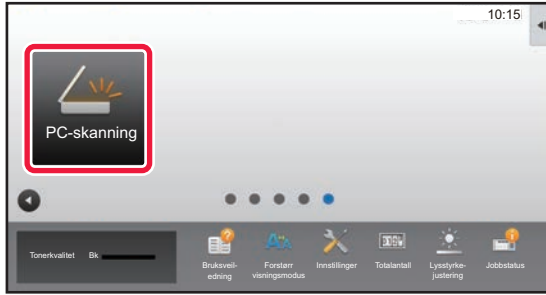 10:15
PC-skanning
Tonerkvalitet Bk
Bruksveil-
edning
Forstørr
visningsmodus
Innstillinger
Totalantall
Lysstyrke-
justering
Jobbstatus